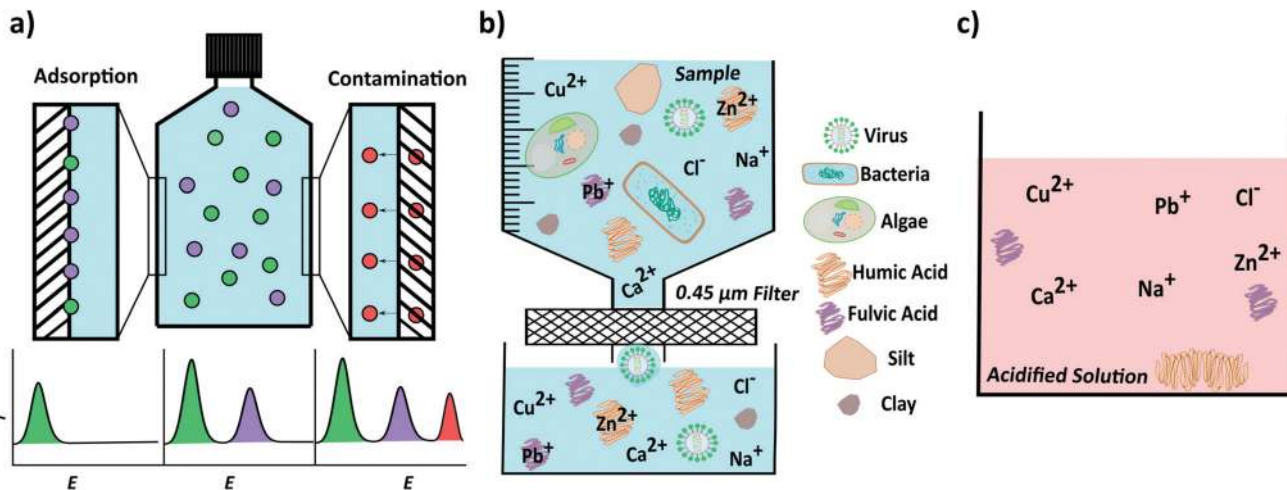 a)
Adsorption
Contamination
E
E
E
b)
Sample
Cu2+
Zn2+
Cl-
Na+
Pb+
Ca2+
0.45 µm Filter
Cu2+
Zn2+
Cl-
Pb+
Ca2+
Na+
Virus
Bacteria
Algae
Humic Acid
Fulvic Acid
Silt
Clay
c)
Cu2+
Pb+
Cl-
Zn2+
Ca2+
Na+
Acidified Solution